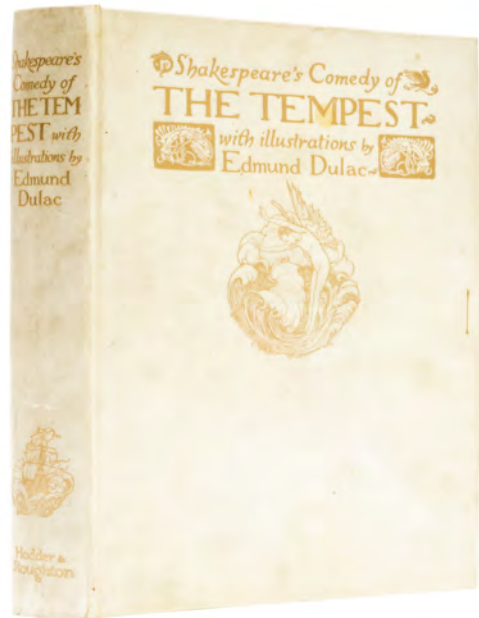 Shakespeare's
Comedy of
THE TEM
PEST with
illustrations by
Edmund
Dulac
Hodder &
Stoughton
Shakespeare's Comedy of
THE TEMPEST
with illustrations by
Edmund Dulac